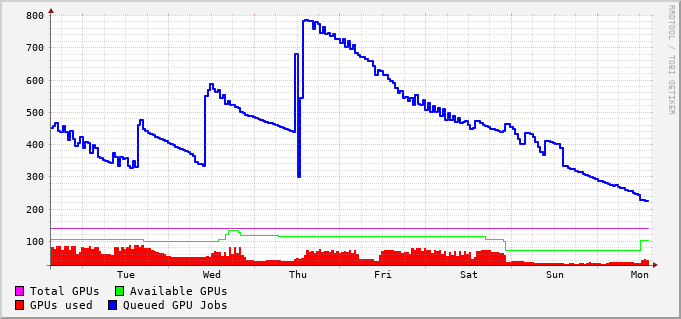 800
700
600
500
400
300
200
100
Tue Wed Thu Fri Sat Sun Mon
Total GPUs Available GPUs
GPUs used Queued GPU Jobs
RRDTOOL / TOBI OETIKER